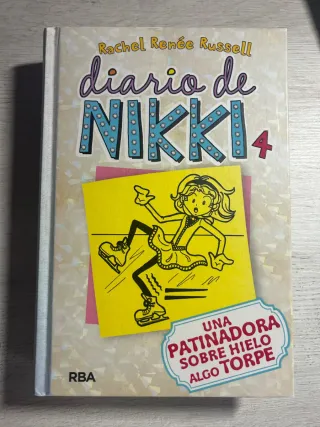 Rachel Renée Russell
diario de
NIKKI 4
UNA
PATINADORA
SOBRE HIELO
ALGO TORPE
RBA